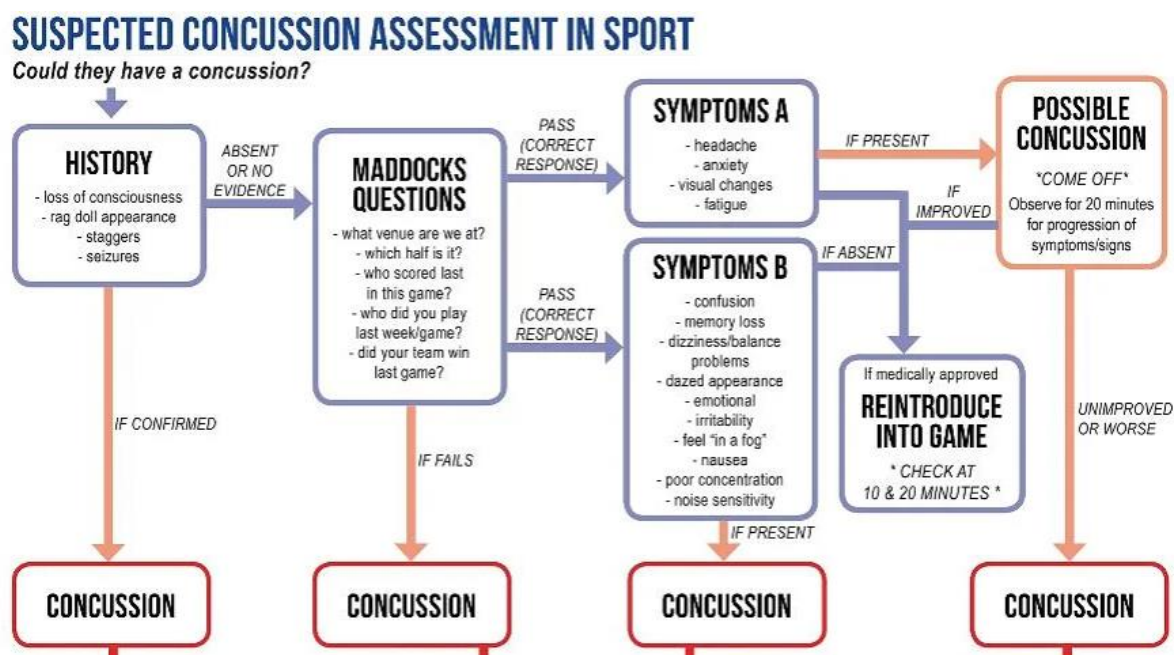 SUSPECTED CONCUSSION ASSESSMENT IN SPORT
Could they have a concussion?
HISTORY
- loss of consciousness
- rag doll appearance
- staggers
- seizures
ABSENT
OR NO
EVIDENCE
IF CONFIRMED
MADDOCKS
QUESTIONS
- what venue are we at?
- which half is it?
- who scored last
in this game?
- who did you play
last week/game?
- did your team win
last game?
IF FAILS
PASS
(CORRECT
RESPONSE)
PASS
(CORRECT
RESPONSE)
SYMPTOMS A
- headache
- anxiety
- visual changes
- fatigue
SYMPTOMS B
- confusion
- memory loss
- dizziness/balance
problems
- dazed appearance
- emotional
- irritability
- feel "in a fog"
- nausea
- poor concentration
- noise sensitivity
IF PRESENT
IF PRESENT
IF ABSENT
IF
IMPROVED
POSSIBLE
CONCUSSION
*COME OFF*
Observe for 20 minutes
for progression of
symptoms/signs
If medically approved
REINTRODUCE
INTO GAME
* CHECK AT
10 & 20 MINUTES *
UNIMPROVED
OR WORSE
CONCUSSION
CONCUSSION
CONCUSSION
CONCUSSION